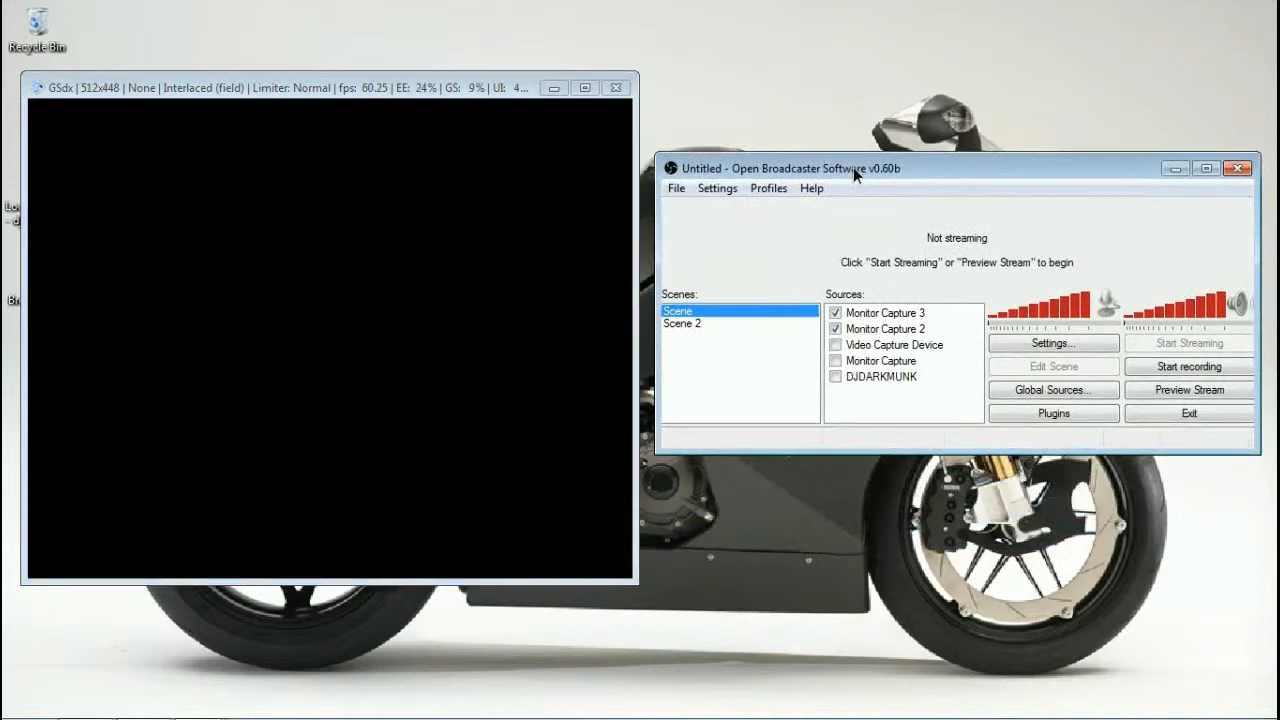 Recycle Bin
GSdx | 512x448 | None | Interlaced (field) | Limiter: Normal | fps: 60.25 | EE: 24% | GS: 9% | UI: 4...
Untitled - Open Broadcaster Software v0.60b
File Settings Profiles Help
Not streaming
Click "Start Streaming" or "Preview Stream" to begin
Scenes:
Scene
Scene 2
Sources:
Monitor Capture 3
Monitor Capture 2
Video Capture Device
Monitor Capture
DJDARKMUNK
Settings...
Start Streaming
Edit Scene
Start recording
Global Sources...
Preview Stream
Plugins
Exit